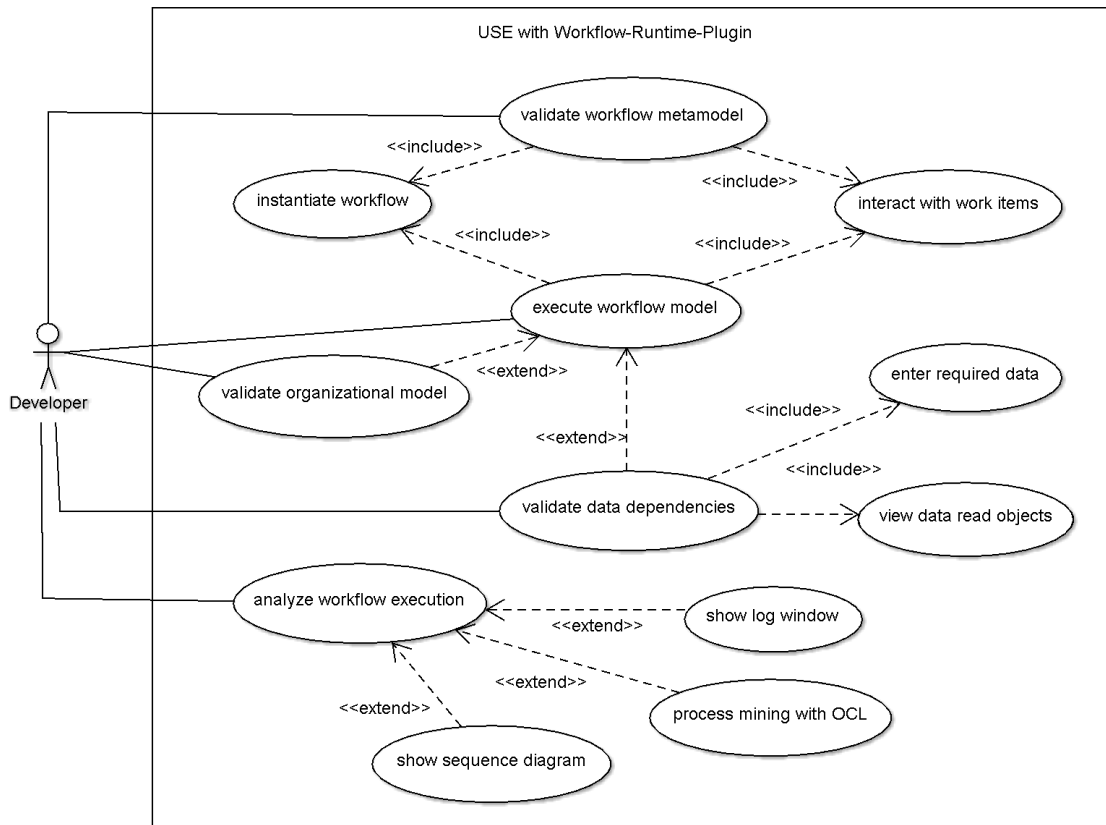 USE with Workflow-Runtime-Plugin
validate workflow metamodel
<<include>>
<<include>>
instantiate workflow
interact with work items
<<include>>
<<include>>
execute workflow model
<<extend>>
validate organizational model
enter required data
Developer
<<include>>
<<extend>>
<<include>>
validate data dependencies
view data read objects
analyze workflow execution
show log window
<<extend>>
<<extend>>
process mining with OCL
<<extend>>
show sequence diagram